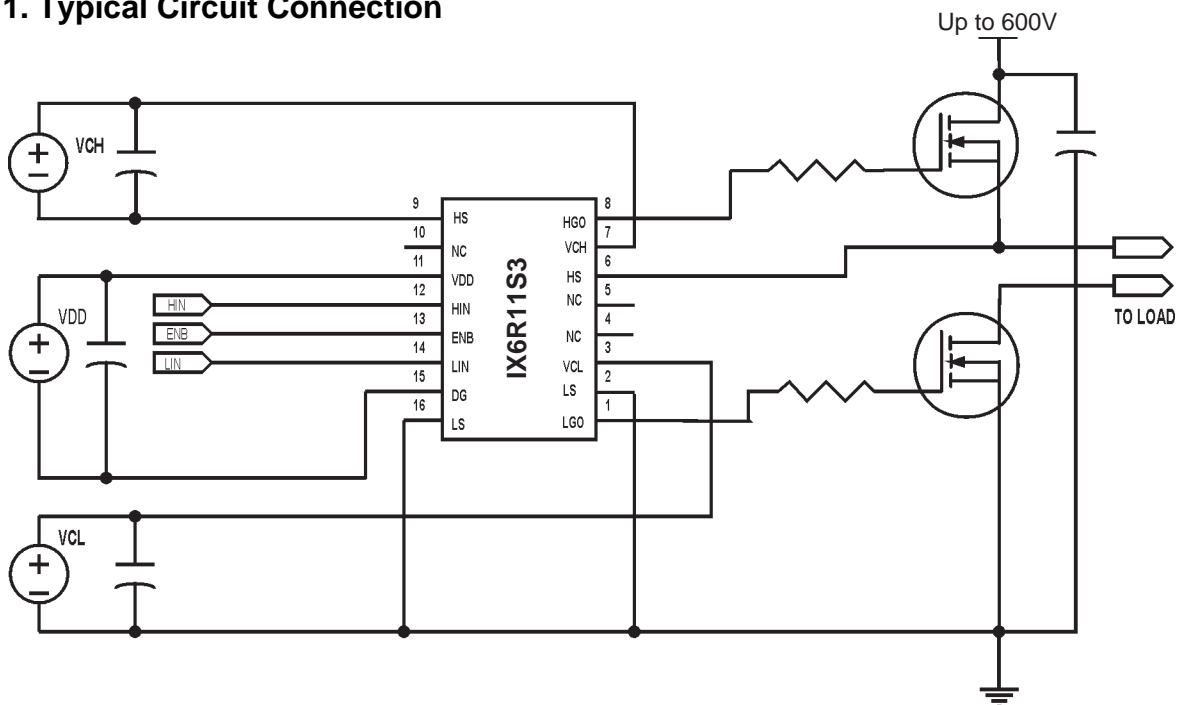 1. Typical Circuit Connection
Up to 600V
VCH
+
−
9
HS
10
NC
11
VDD
12
HIN
13
ENB
14
LIN
15
DG
16
LS
IX6R11S3
8
HGO
7
VCH
6
HS
5
NC
4
NC
3
VCL
2
LS
1
LGO
VDD
+
−
HIN
ENB
LIN
TO LOAD
VCL
+
−